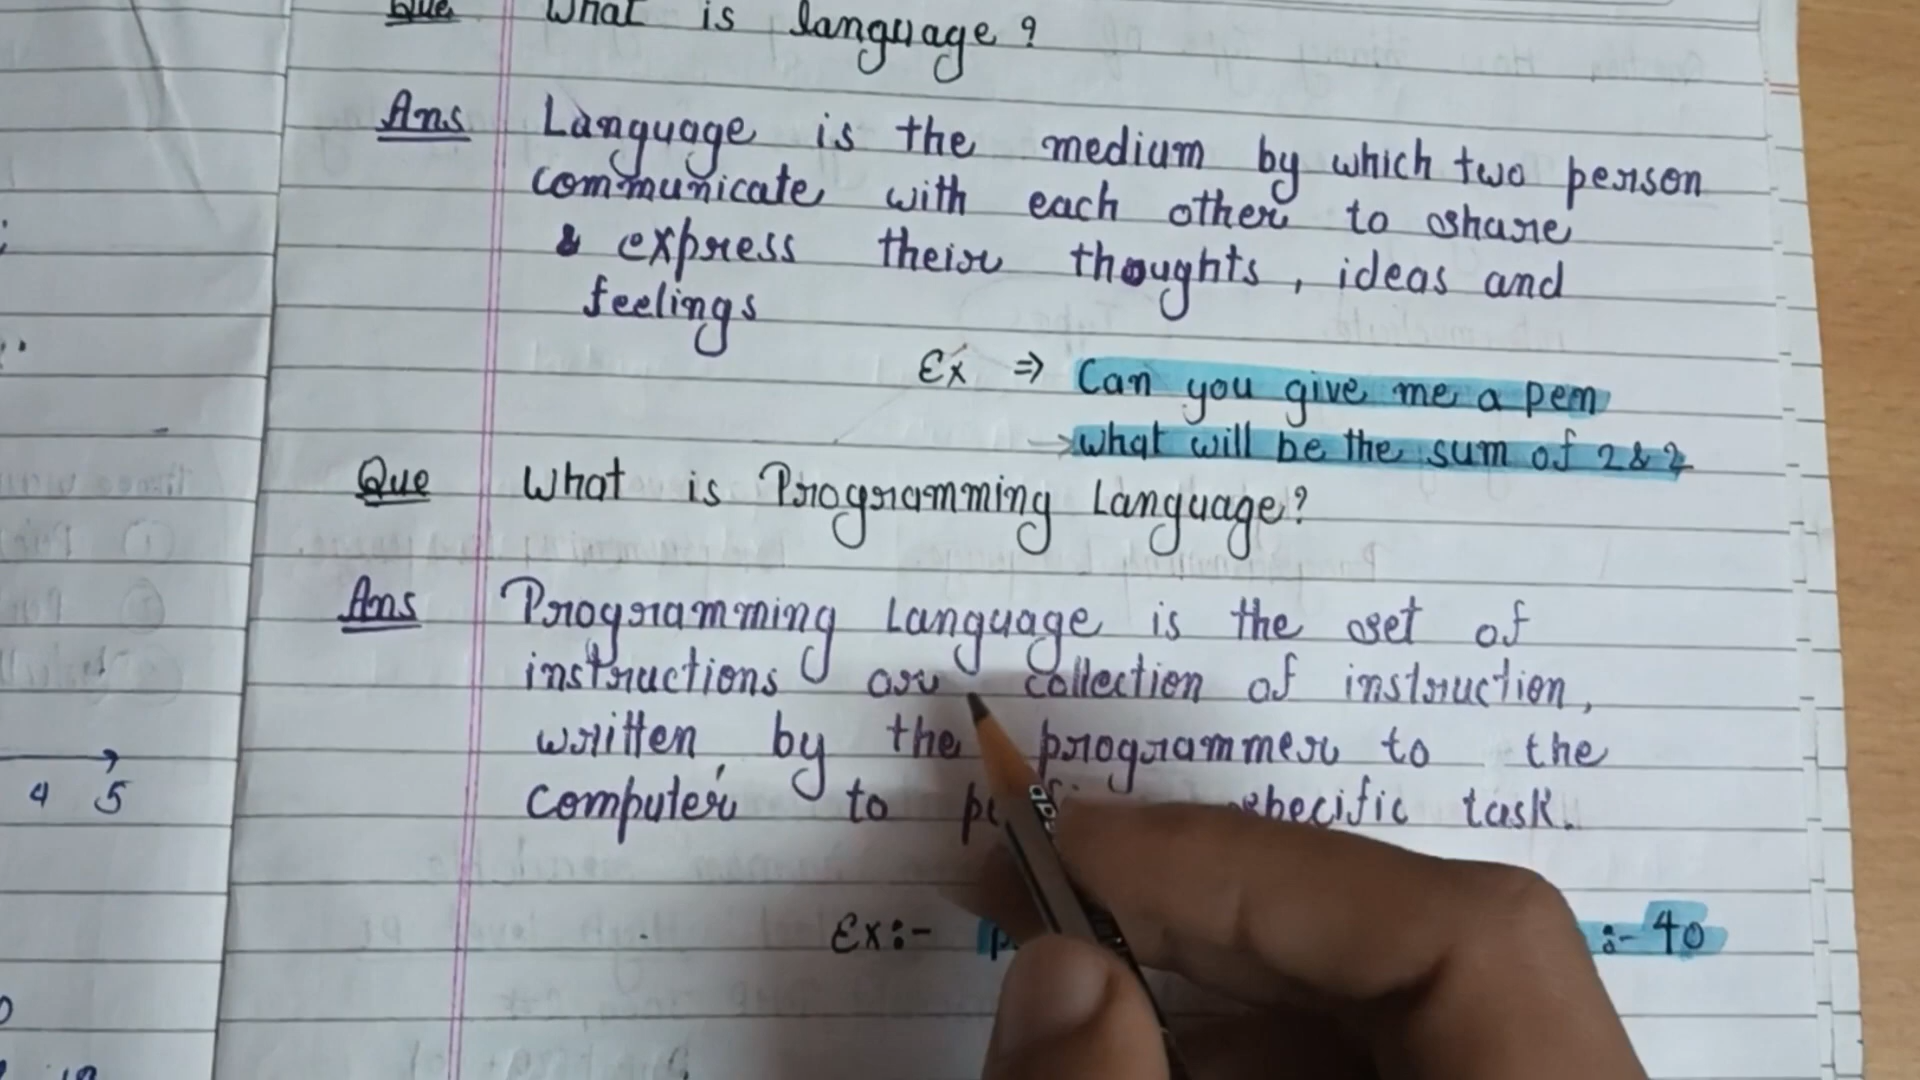 Que What is language?
Ans Language is the medium by which two person
communicate with each other to share
& express their thoughts, ideas and
feelings
Ex ⇒ Can you give me a pen
→ what will be the sum of 2 & 2
Que What is Programming Language?
Ans Programming Language is the set of
instructions or collection of instruction,
written by the programmer to the
computer to specific task.
Ex:- :- 40
4 5